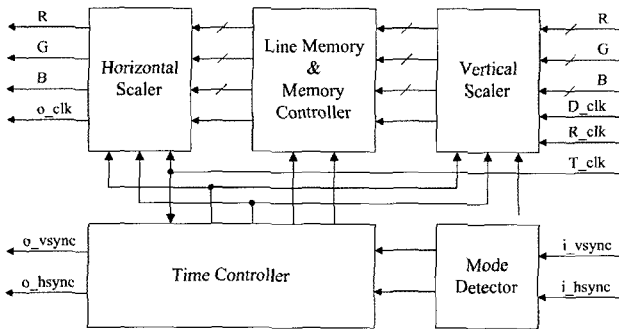 R
G
B
o_clk
Horizontal
Scaler
Line Memory
&
Memory
Controller
Vertical
Scaler
R
G
B
D_clk
R_clk
T_clk
o_vsync
o_hsync
Time Controller
Mode
Detector
i_vsync
i_hsync